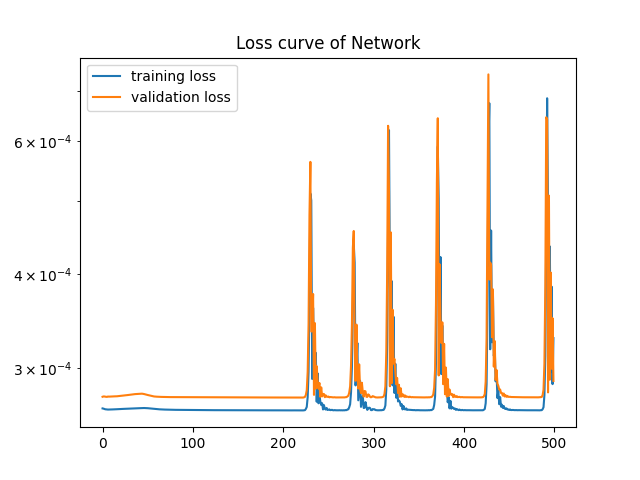 Loss curve of Network
training loss
validation loss
6 × 10⁻⁴
4 × 10⁻⁴
3 × 10⁻⁴
0 100 200 300 400 500